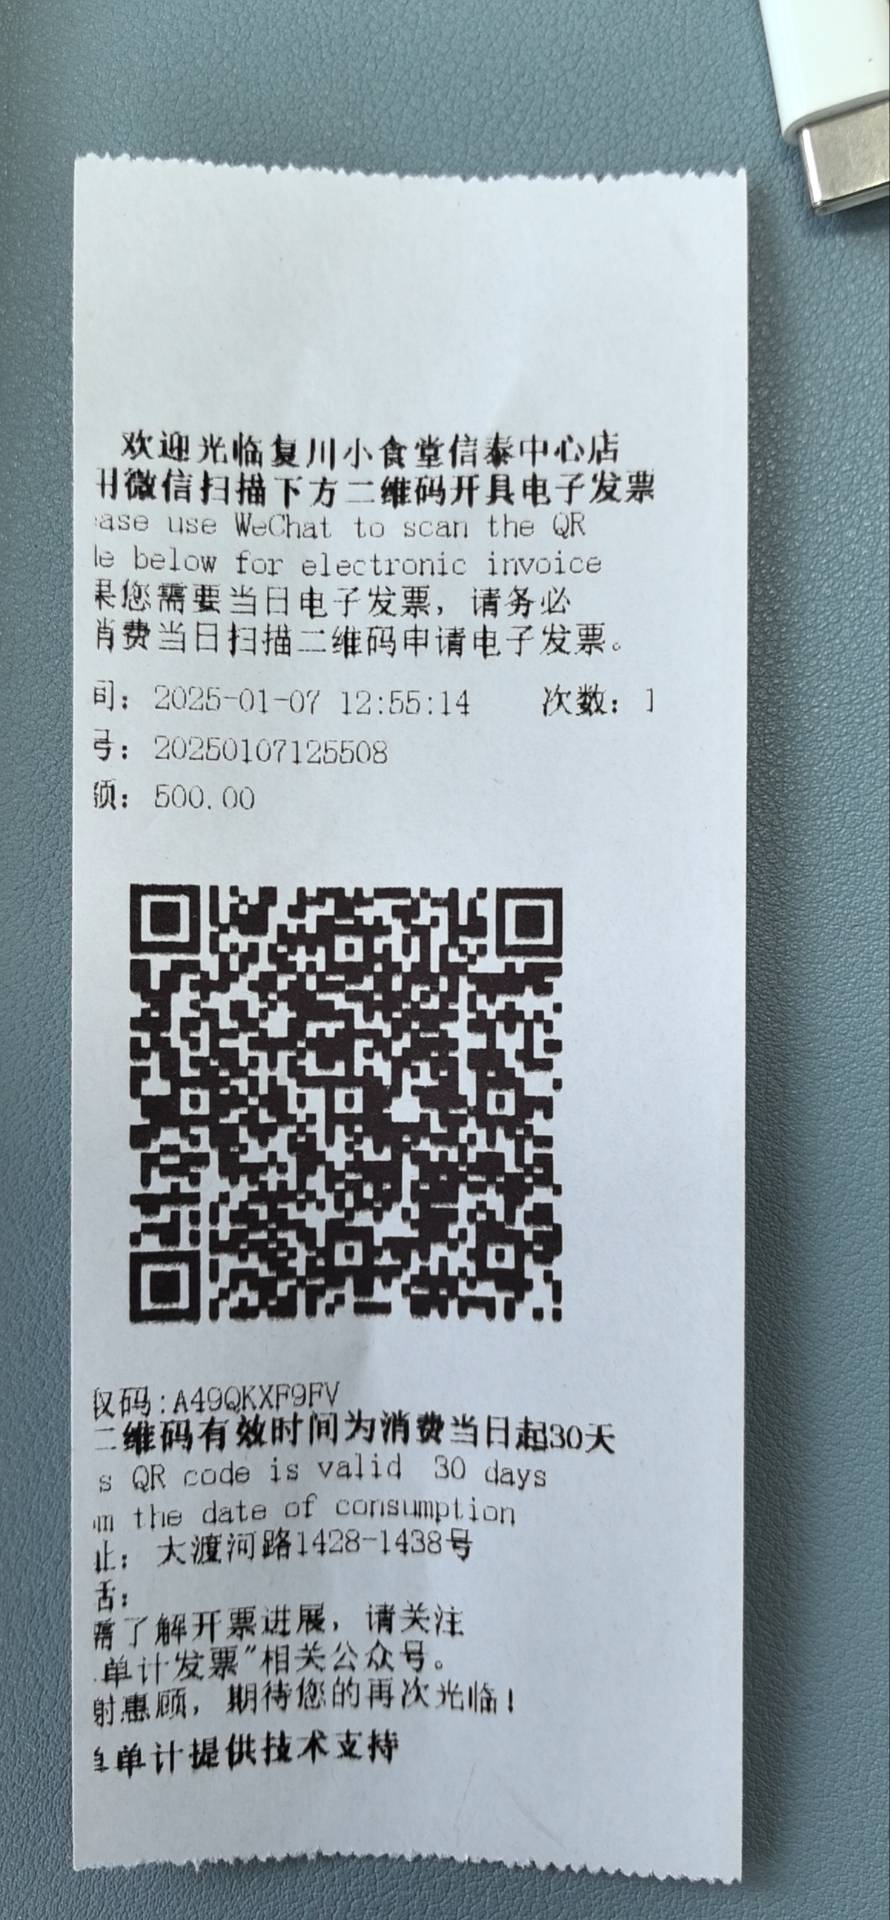 欢迎光临复川小食堂信泰中心店
用微信扫描下方二维码开具电子发票
ease use WeChat to scan the QR
de below for electronic invoice
果您需要当日电子发票，请务必
消费当日扫描二维码申请电子发票。
间：2025-01-07 12:55:14 次数：1
号：20250107125508
额：500.00
取码:A49QKXF9FV
二维码有效时间为消费当日起30天
s QR code is valid 30 days
om the date of consumption
址：大渡河路1428-1438号
话：
需了解开票进展，请关注
单计发票”相关公众号。
谢惠顾，期待您的再次光临！
单计提供技术支持